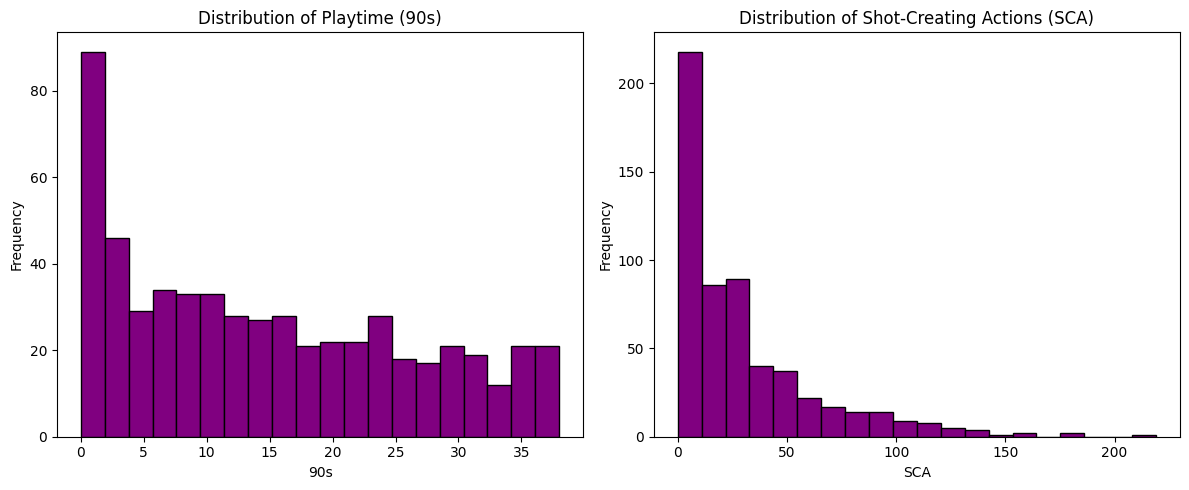 Distribution of Playtime (90s)
Frequency
80
60
40
20
0
0 5 10 15 20 25 30 35
90s
Distribution of Shot-Creating Actions (SCA)
Frequency
200
150
100
50
0
0 50 100 150 200
SCA